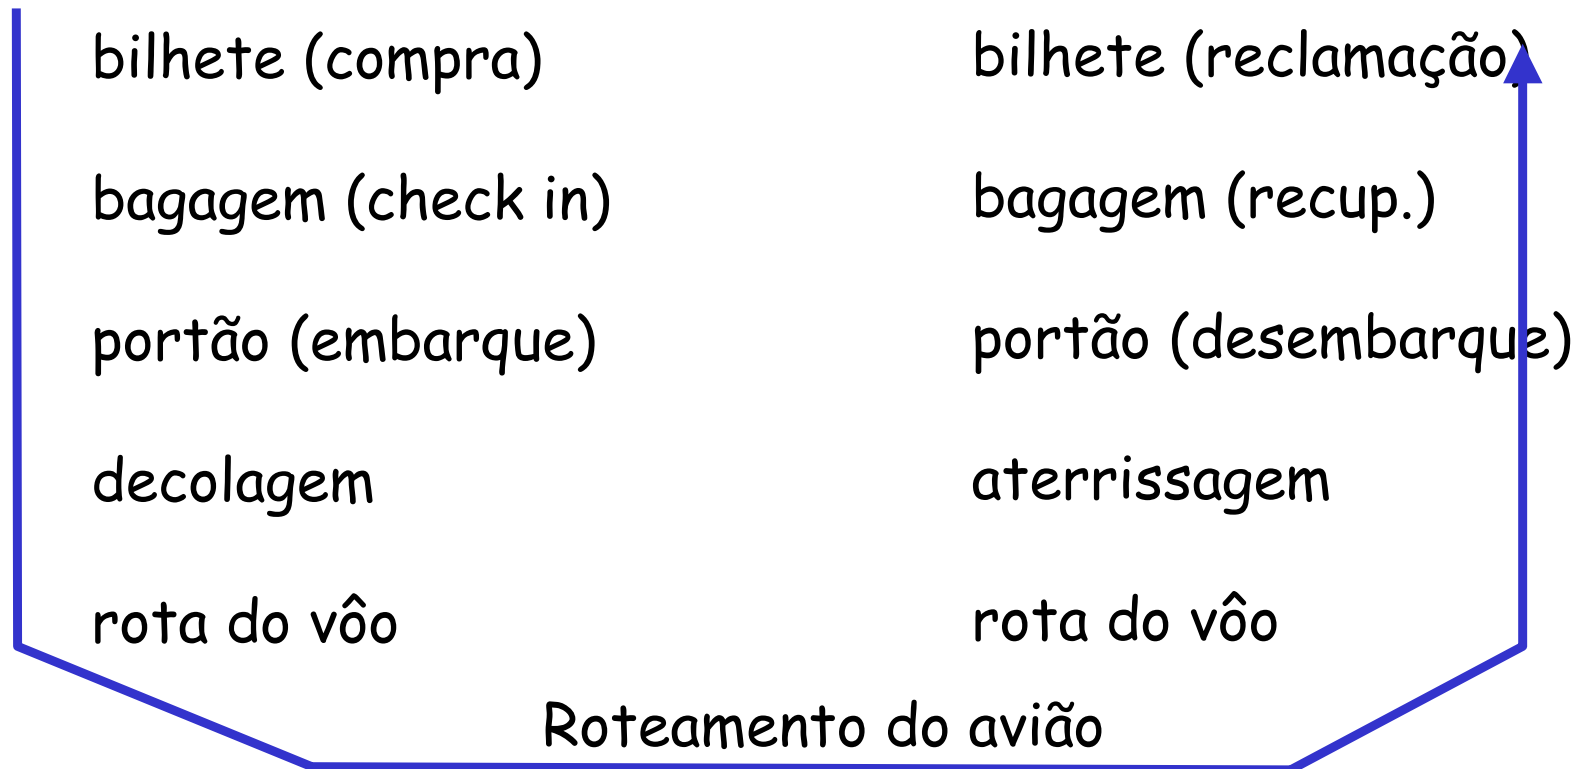 bilhete (compra)
bagagem (check in)
portão (embarque)
decolagem
rota do vôo
bilhete (reclamação)
bagagem (recup.)
portão (desembarque)
aterrissagem
rota do vôo
Roteamento do avião